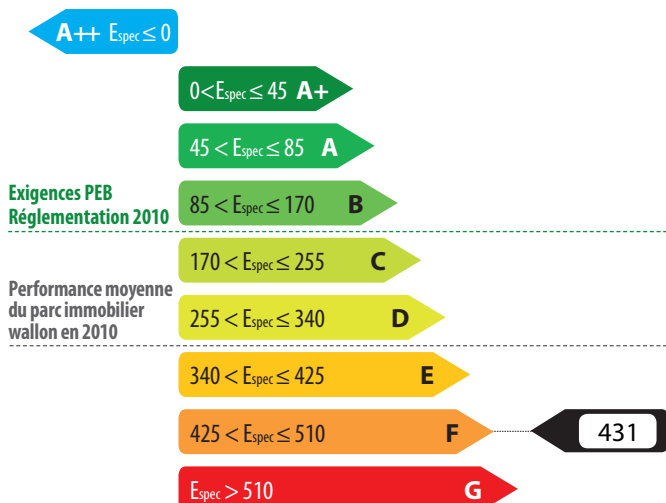 A++ Espec ≤ 0
0<Espec ≤ 45 A+
45 < Espec ≤ 85 A
Exigences PEB
Réglementation 2010
85 < Espec ≤ 170 B
170 < Espec ≤ 255 C
Performance moyenne
du parc immobilier
wallon en 2010
255 < Espec ≤ 340 D
340 < Espec ≤ 425 E
425 < Espec ≤ 510 F
431
Espec > 510 G